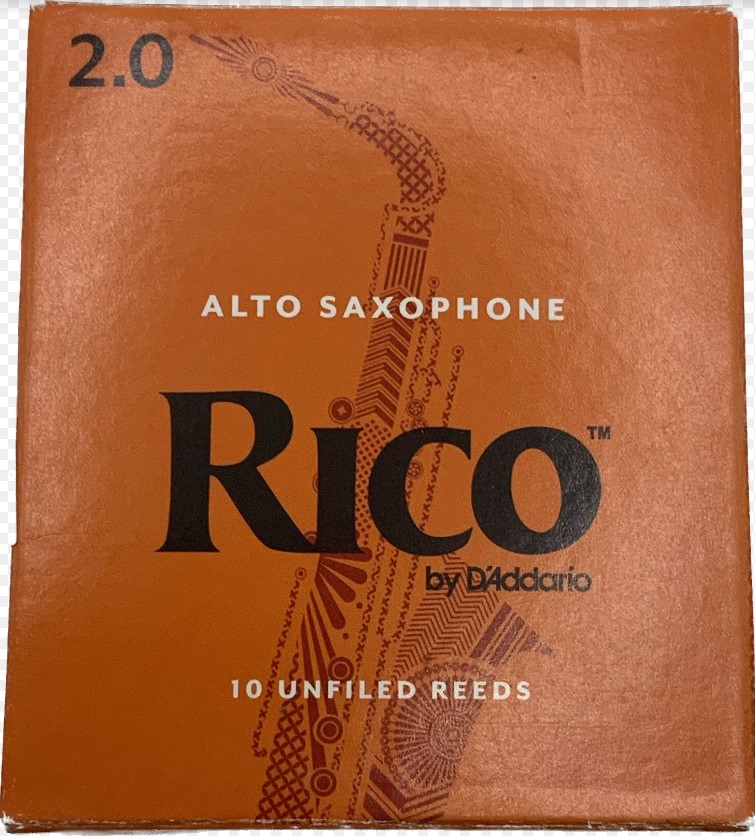 2.0
ALTO SAXOPHONE
RICO™
by D'Addario
10 UNFILED REEDS